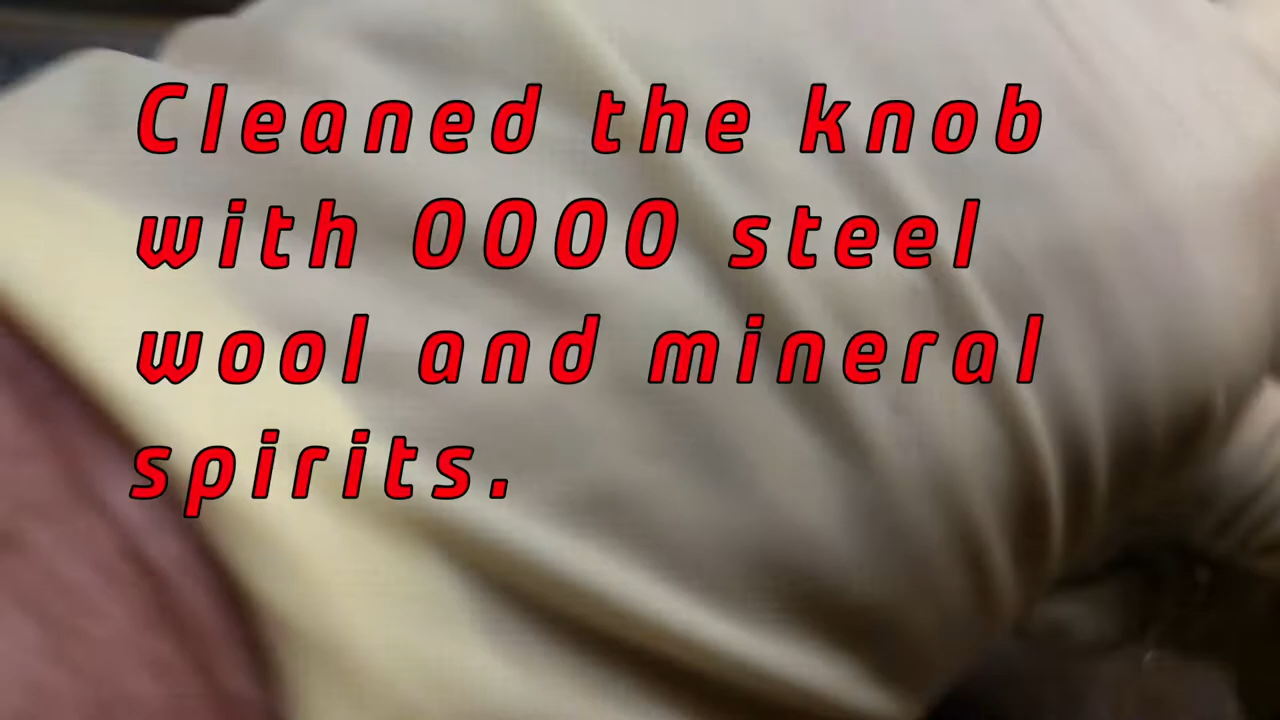 Cleaned the knob
with 0000 steel
wool and mineral
spirits.